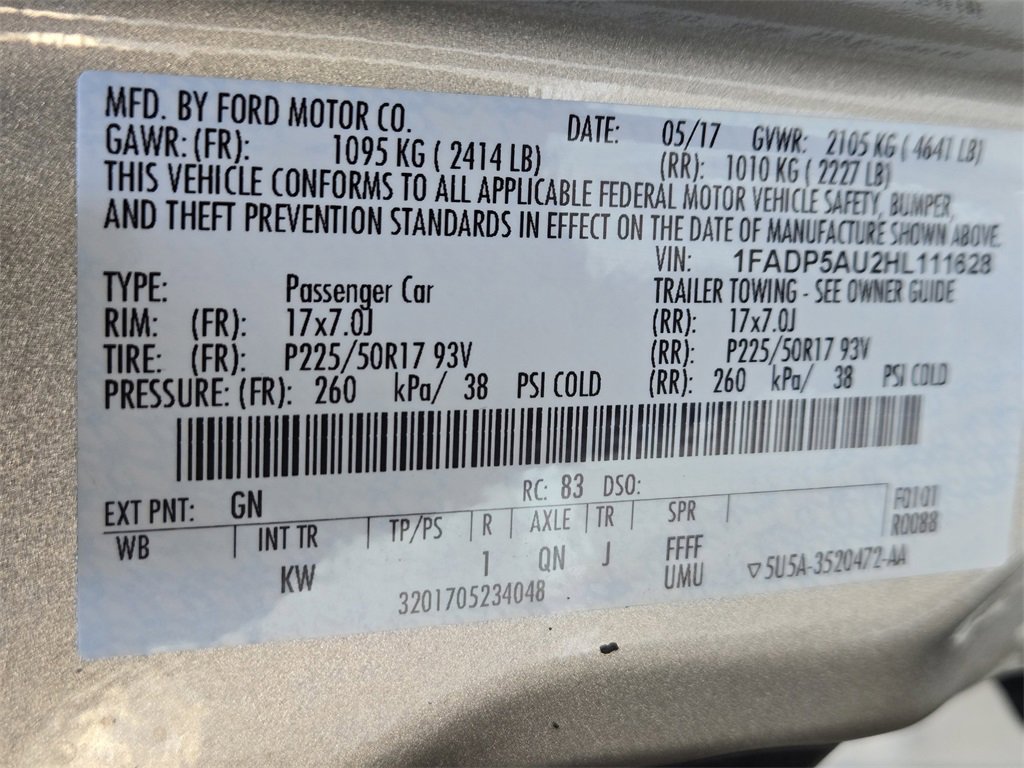 MFD. BY FORD MOTOR CO. DATE: 05/17 GVWR: 2105 KG ( 4641 LB)
GAWR: (FR): 1095 KG ( 2414 LB) (RR): 1010 KG ( 2227 LB)
THIS VEHICLE CONFORMS TO ALL APPLICABLE FEDERAL MOTOR VEHICLE SAFETY, BUMPER,
AND THEFT PREVENTION STANDARDS IN EFFECT ON THE DATE OF MANUFACTURE SHOWN ABOVE.
VIN: 1FADP5AU2HL111628
TYPE: Passenger Car TRAILER TOWING - SEE OWNER GUIDE
RIM: (FR): 17x7.0J (RR): 17x7.0J
TIRE: (FR): P225/50R17 93V (RR): P225/50R17 93V
PRESSURE: (FR): 260 kPa/ 38 PSI COLD (RR): 260 kPa/ 38 PSI COLD
EXT PNT: GN RC: 83 DSO: F0101
WB INT TR TP/PS R AXLE TR SPR R0088
KW 1 QN J FFFF
UMU ▽5U5A-3520472-AA
3201705234048 .